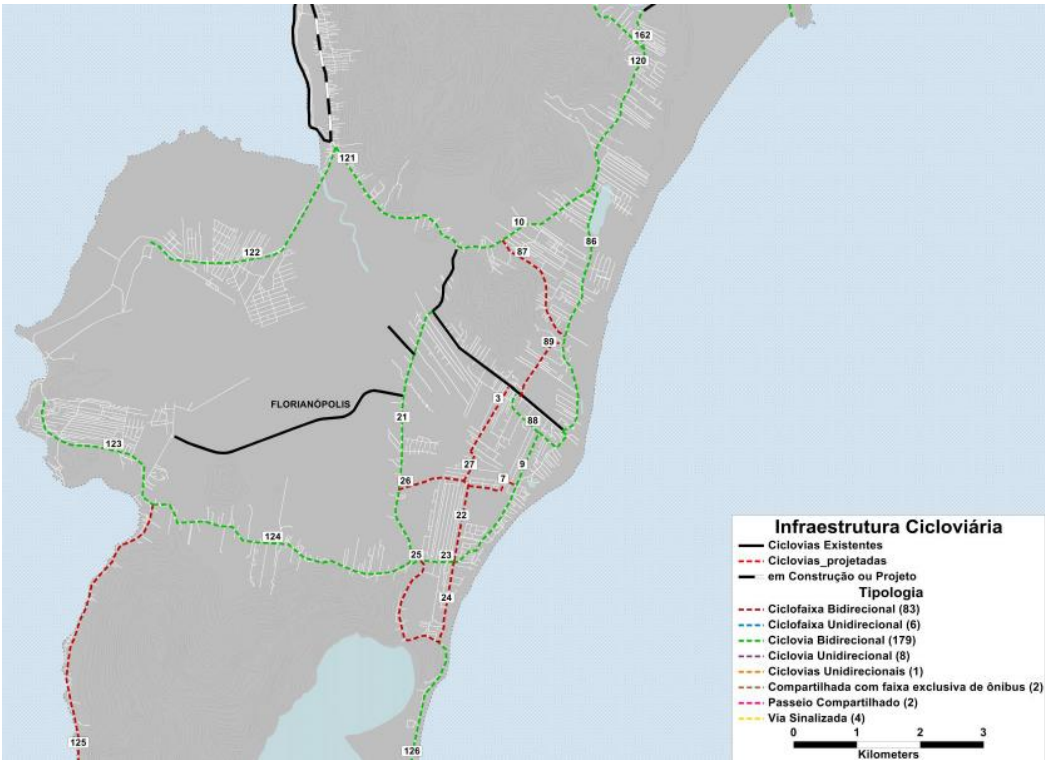 162
120
121
10
122
86
87
89
FLORIANÓPOLIS
3
21
88
123
9
27
26
7
22
124
25
23
24
125
126
Infraestrutura Cicloviária
Ciclovias Existentes
Ciclovias_projetadas
em Construção ou Projeto
Tipologia
Ciclofaixa Bidirecional (83)
Ciclofaixa Unidirecional (6)
Ciclovia Bidirecional (179)
Ciclovia Unidirecional (8)
Ciclovias Unidirecionais (1)
Compartilhada com faixa exclusiva de ônibus (2)
Passeio Compartilhado (2)
Via Sinalizada (4)
0 1 2 3
Kilometers